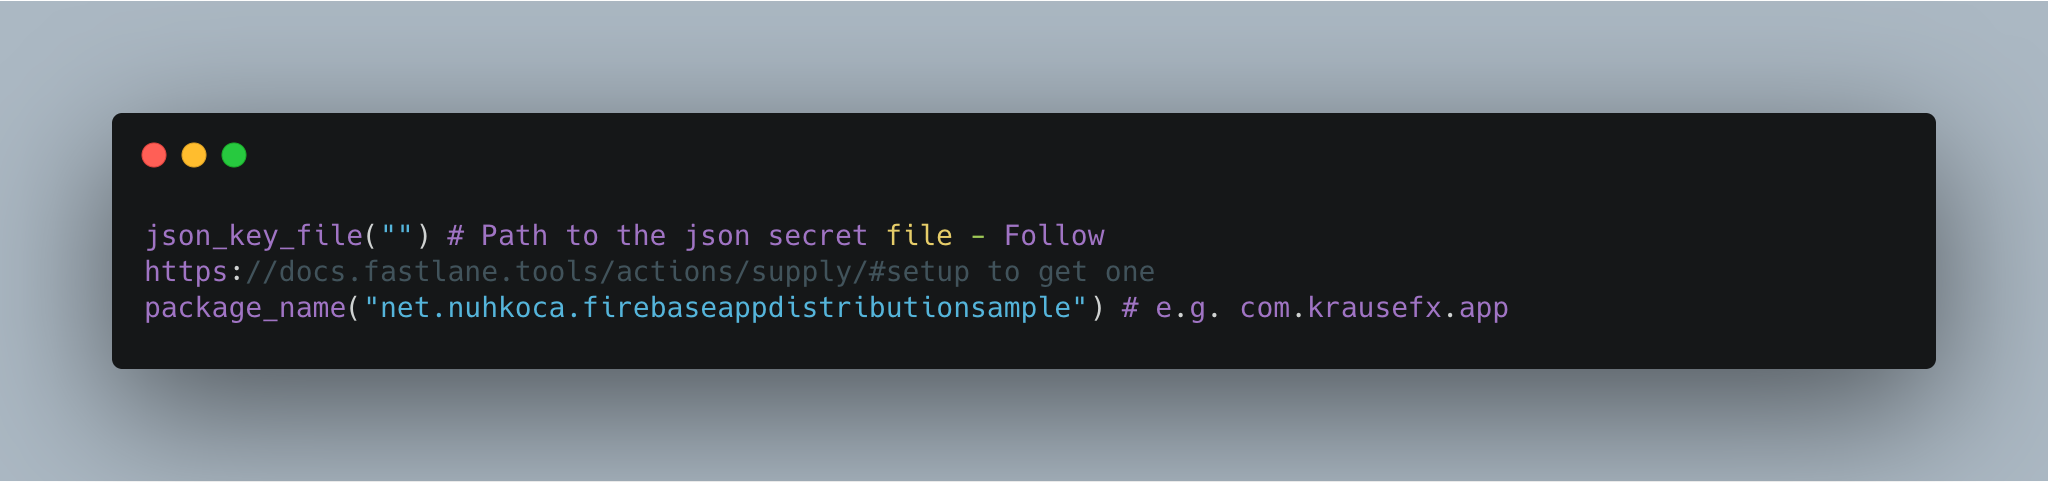 json_key_file("") # Path to the json secret file - Follow
https://docs.fastlane.tools/actions/supply/#setup to get one
package_name("net.nuhkoca.firebaseappdistributionsample") # e.g. com.krausefx.app